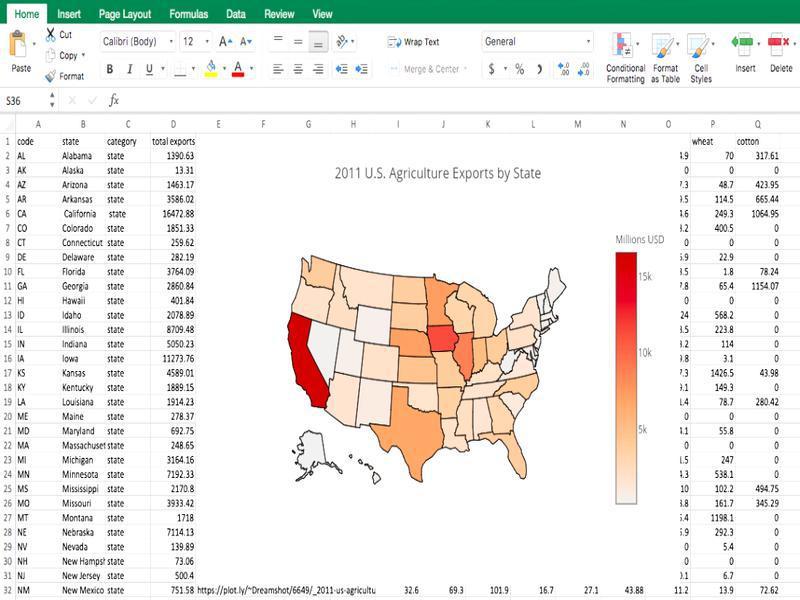 Home Insert Page Layout Formulas Data Review View
Cut
Calibri (Body) 12 A A
Wrap Text
General
Copy
Paste
Format
B I U A
Merge & Center
$ % .0 .00 .00 .0
Conditional Formatting
Format as Table
Cell Styles
Insert
Delete
S36 fx
A B C D E F G H I J K L M N O P Q
1 code state category total exports wheat cotton
2 AL Alabama state 1390.63 4.9 70 317.61
3 AK Alaska state 13.31 0 0 0
4 AZ Arizona state 1463.17 7.3 48.7 423.95
5 AR Arkansas state 3586.02 9.5 114.5 665.44
6 CA California state 16472.88 4.6 249.3 1064.95
7 CO Colorado state 1851.33 3.2 400.5 0
8 CT Connecticut state 259.62 0 0 0
9 DE Delaware state 282.19 5.9 22.9 0
10 FL Florida state 3764.09 3.5 1.8 78.24
11 GA Georgia state 2860.84 7.8 65.4 1154.07
12 HI Hawaii state 401.84 0 0 0
13 ID Idaho state 2078.89 24 568.2 0
14 IL Illinois state 8709.48 3.5 223.8 0
15 IN Indiana state 5050.23 3.2 114 0
16 IA Iowa state 11273.76 9.8 3.1 0
17 KS Kansas state 4589.01 7.3 1426.5 43.98
18 KY Kentucky state 1889.15 9.1 149.3 0
19 LA Louisiana state 1914.23 1.4 78.7 280.42
20 ME Maine state 278.37 0 0 0
21 MD Maryland state 692.75 4.1 55.8 0
22 MA Massachuset state 248.65 0 0 0
23 MI Michigan state 3164.16 1.5 247 0
24 MN Minnesota state 7192.33 4.3 538.1 0
25 MS Mississippi state 2170.8 10 102.2 494.75
26 MO Missouri state 3933.42 8.8 161.7 345.29
27 MT Montana state 1718 5.4 1198.1 0
28 NE Nebraska state 7114.13 5.9 292.3 0
29 NV Nevada state 139.89 0 5.4 0
30 NH New Hampsh state 73.06 0 0 0
31 NJ New Jersey state 500.4 0.1 6.7 0
32 NM New Mexico state 751.58 https://plot.ly/~Dreamshot/6649/_2011-us-agricultu 32.6 69.3 101.9 16.7 27.1 43.88 11.2 13.9 72.62
2011 U.S. Agriculture Exports by State
Millions USD
15k
10k
5k